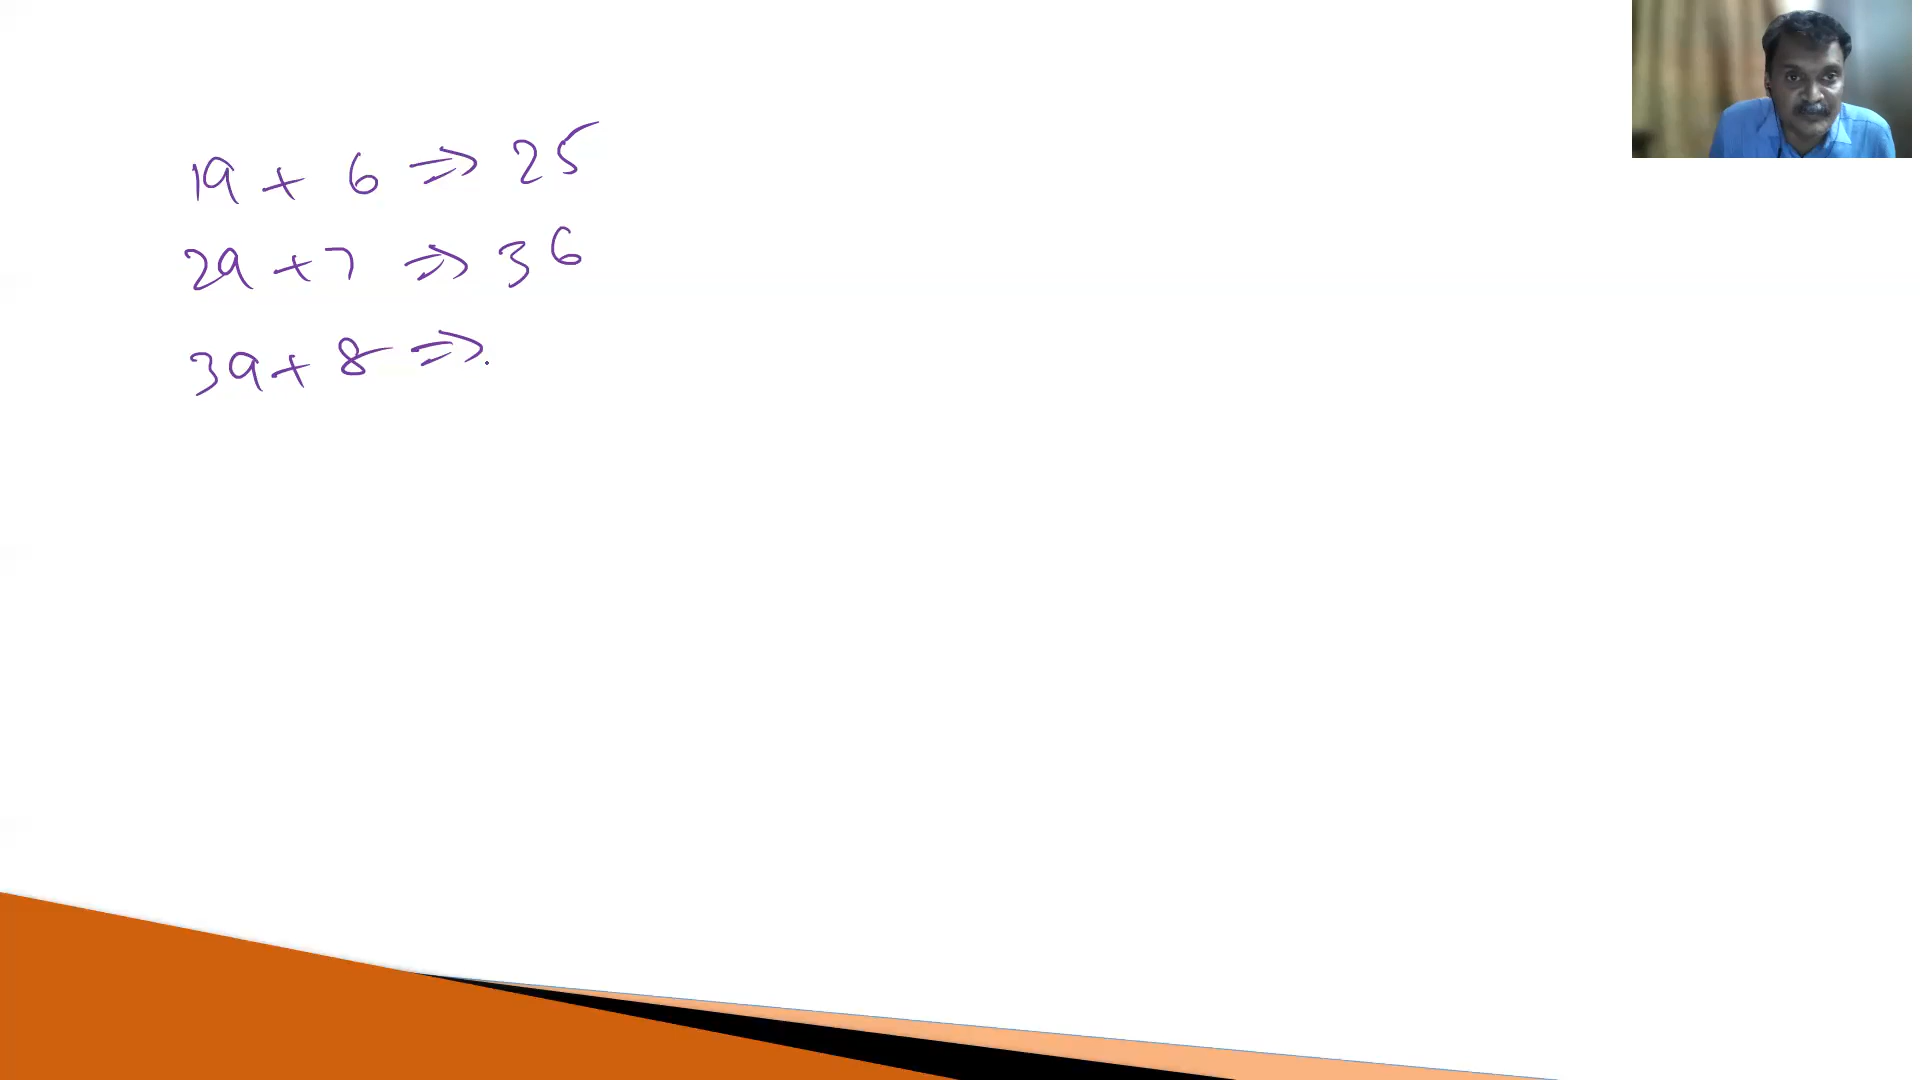 19 + 6 ⇒ 25
29 + 7 ⇒ 36
39 + 8 ⇒